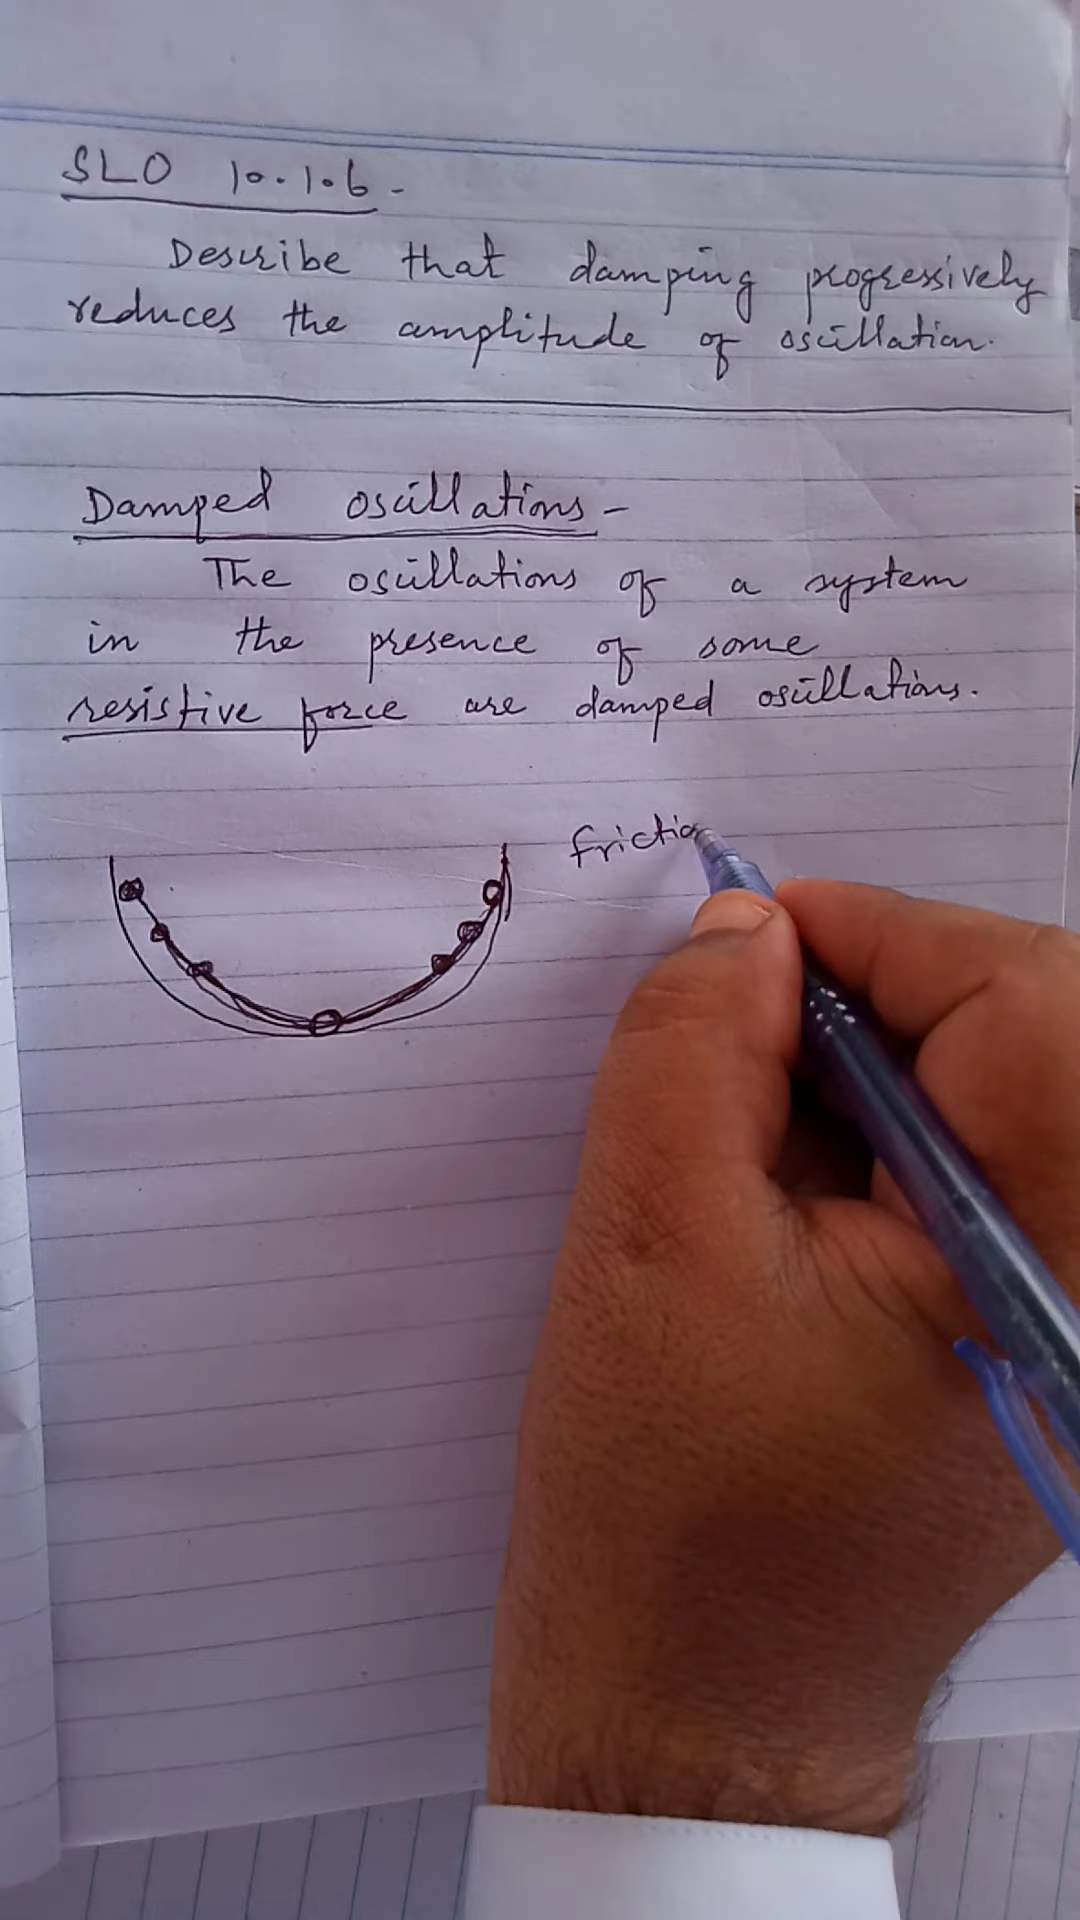 SLO 10.1.6 -
Describe that damping progressively
reduces the amplitude of oscillation.
Damped oscillations -
The oscillations of a system
in the presence of some
resistive force are damped oscillations.
frictio